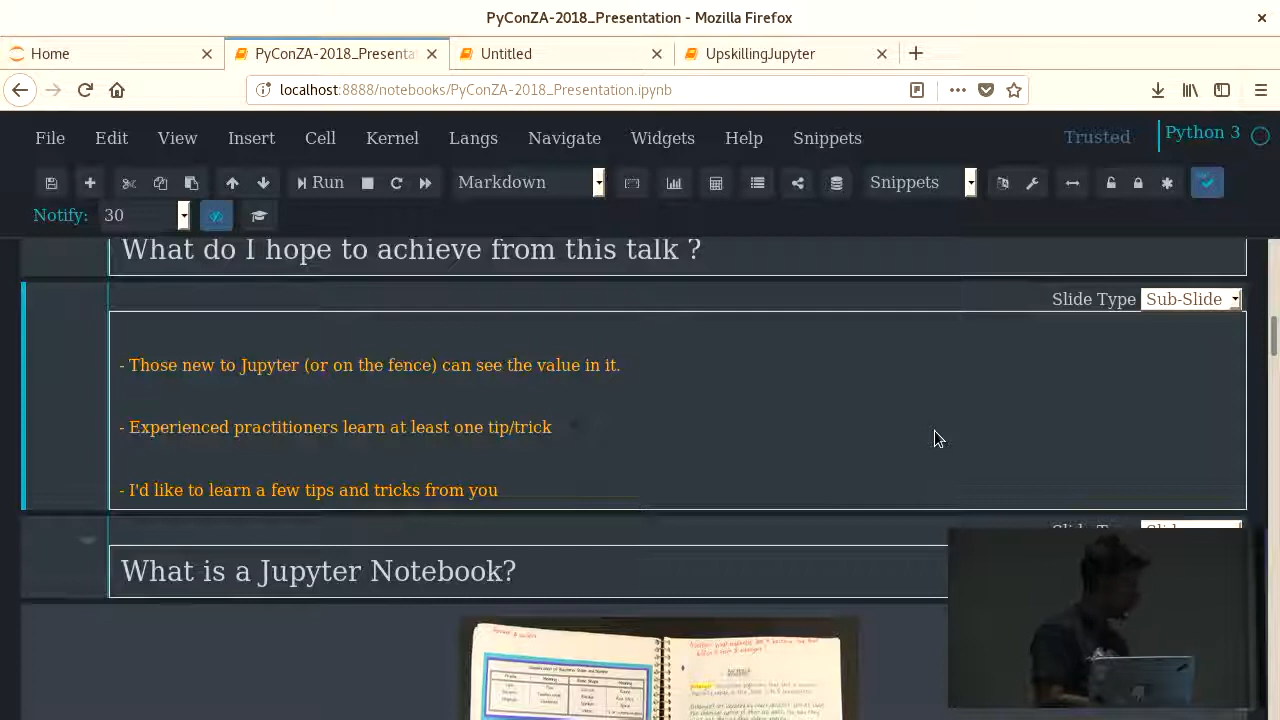 PyConZA-2018_Presentation - Mozilla Firefox
Home
PyConZA-2018_Presenta
Untitled
UpskillingJupyter
localhost:8888/notebooks/PyConZA-2018_Presentation.ipynb
File Edit View Insert Cell Kernel Langs Navigate Widgets Help Snippets Trusted Python 3
Run Markdown Snippets
Notify: 30
What do I hope to achieve from this talk ?
Slide Type Sub-Slide
- Those new to Jupyter (or on the fence) can see the value in it.
- Experienced practitioners learn at least one tip/trick
- I'd like to learn a few tips and tricks from you
What is a Jupyter Notebook?